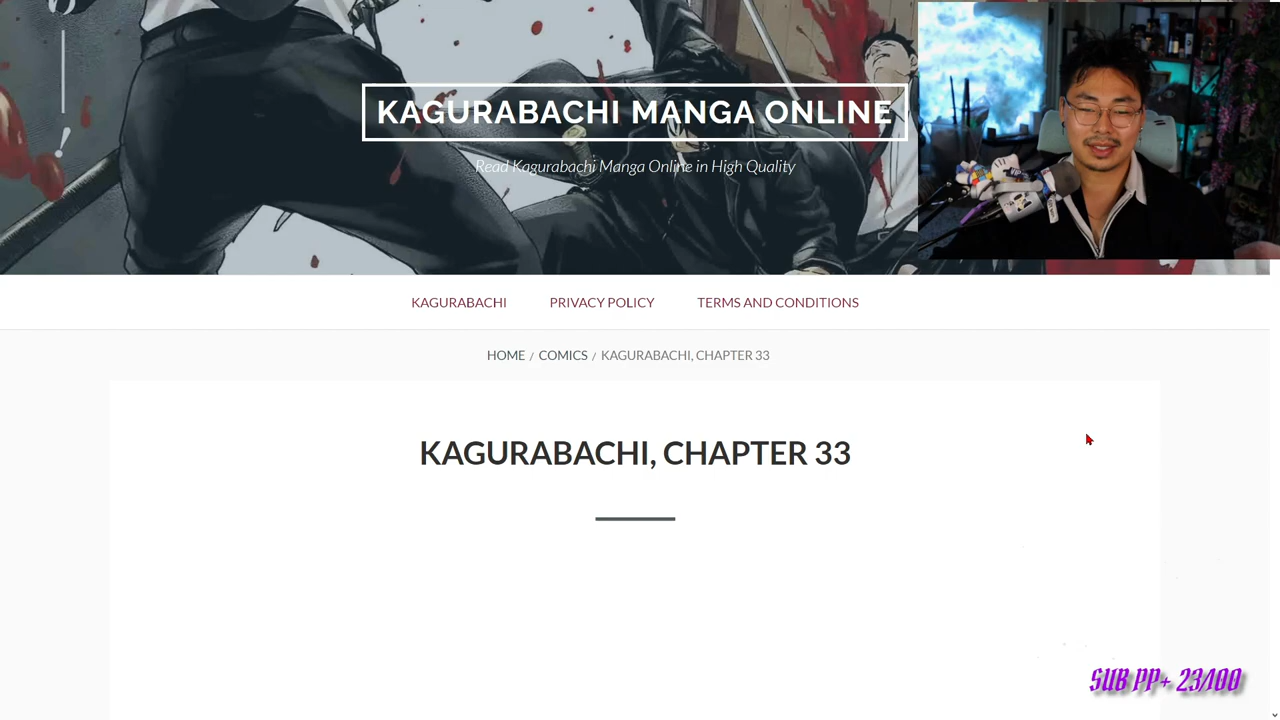 KAGURABACHI MANGA ONLINE
Read Kagurabachi Manga Online in High Quality
KAGURABACHI PRIVACY POLICY TERMS AND CONDITIONS
HOME / COMICS / KAGURABACHI, CHAPTER 33
KAGURABACHI, CHAPTER 33
SUB PP+ 23/100